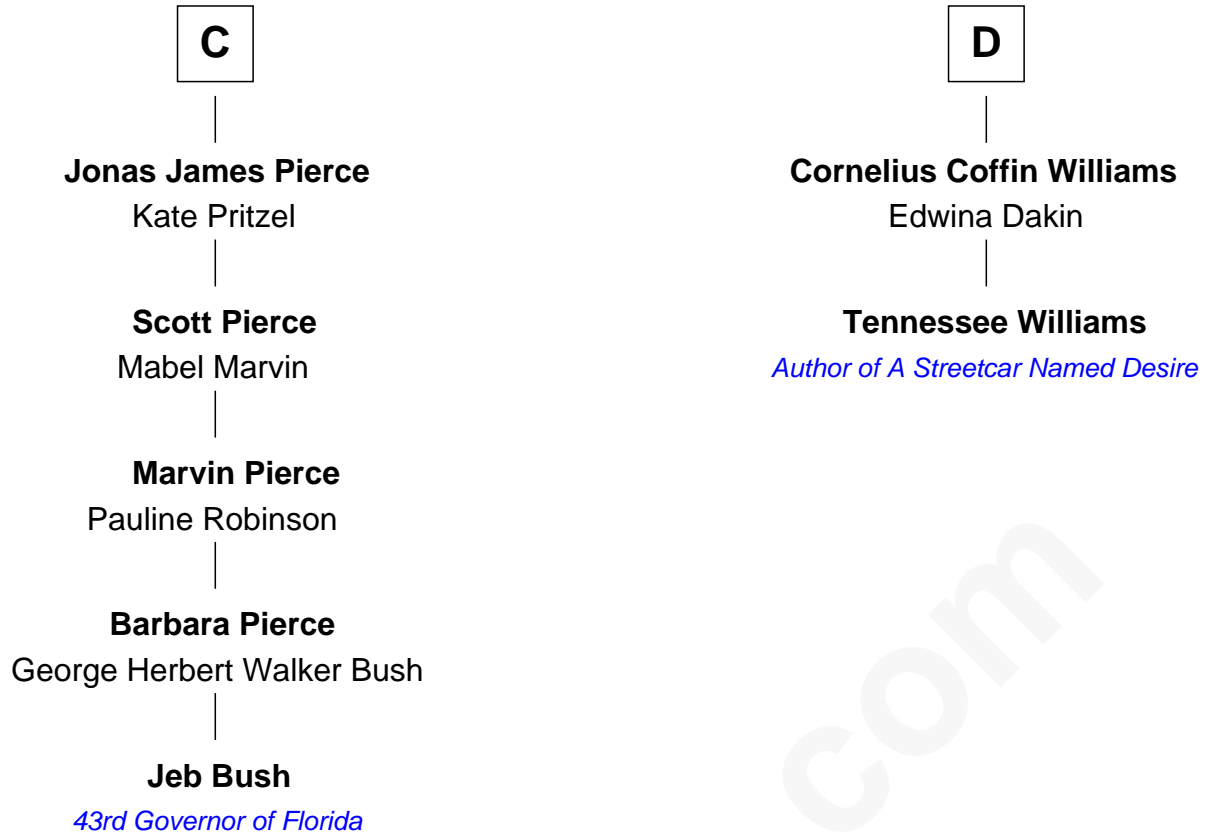 C
Jonas James Pierce
Kate Pritzel
Scott Pierce
Mabel Marvin
Marvin Pierce
Pauline Robinson
Barbara Pierce
George Herbert Walker Bush
Jeb Bush
43rd Governor of Florida
D
Cornelius Coffin Williams
Edwina Dakin
Tennessee Williams
Author of A Streetcar Named Desire
com